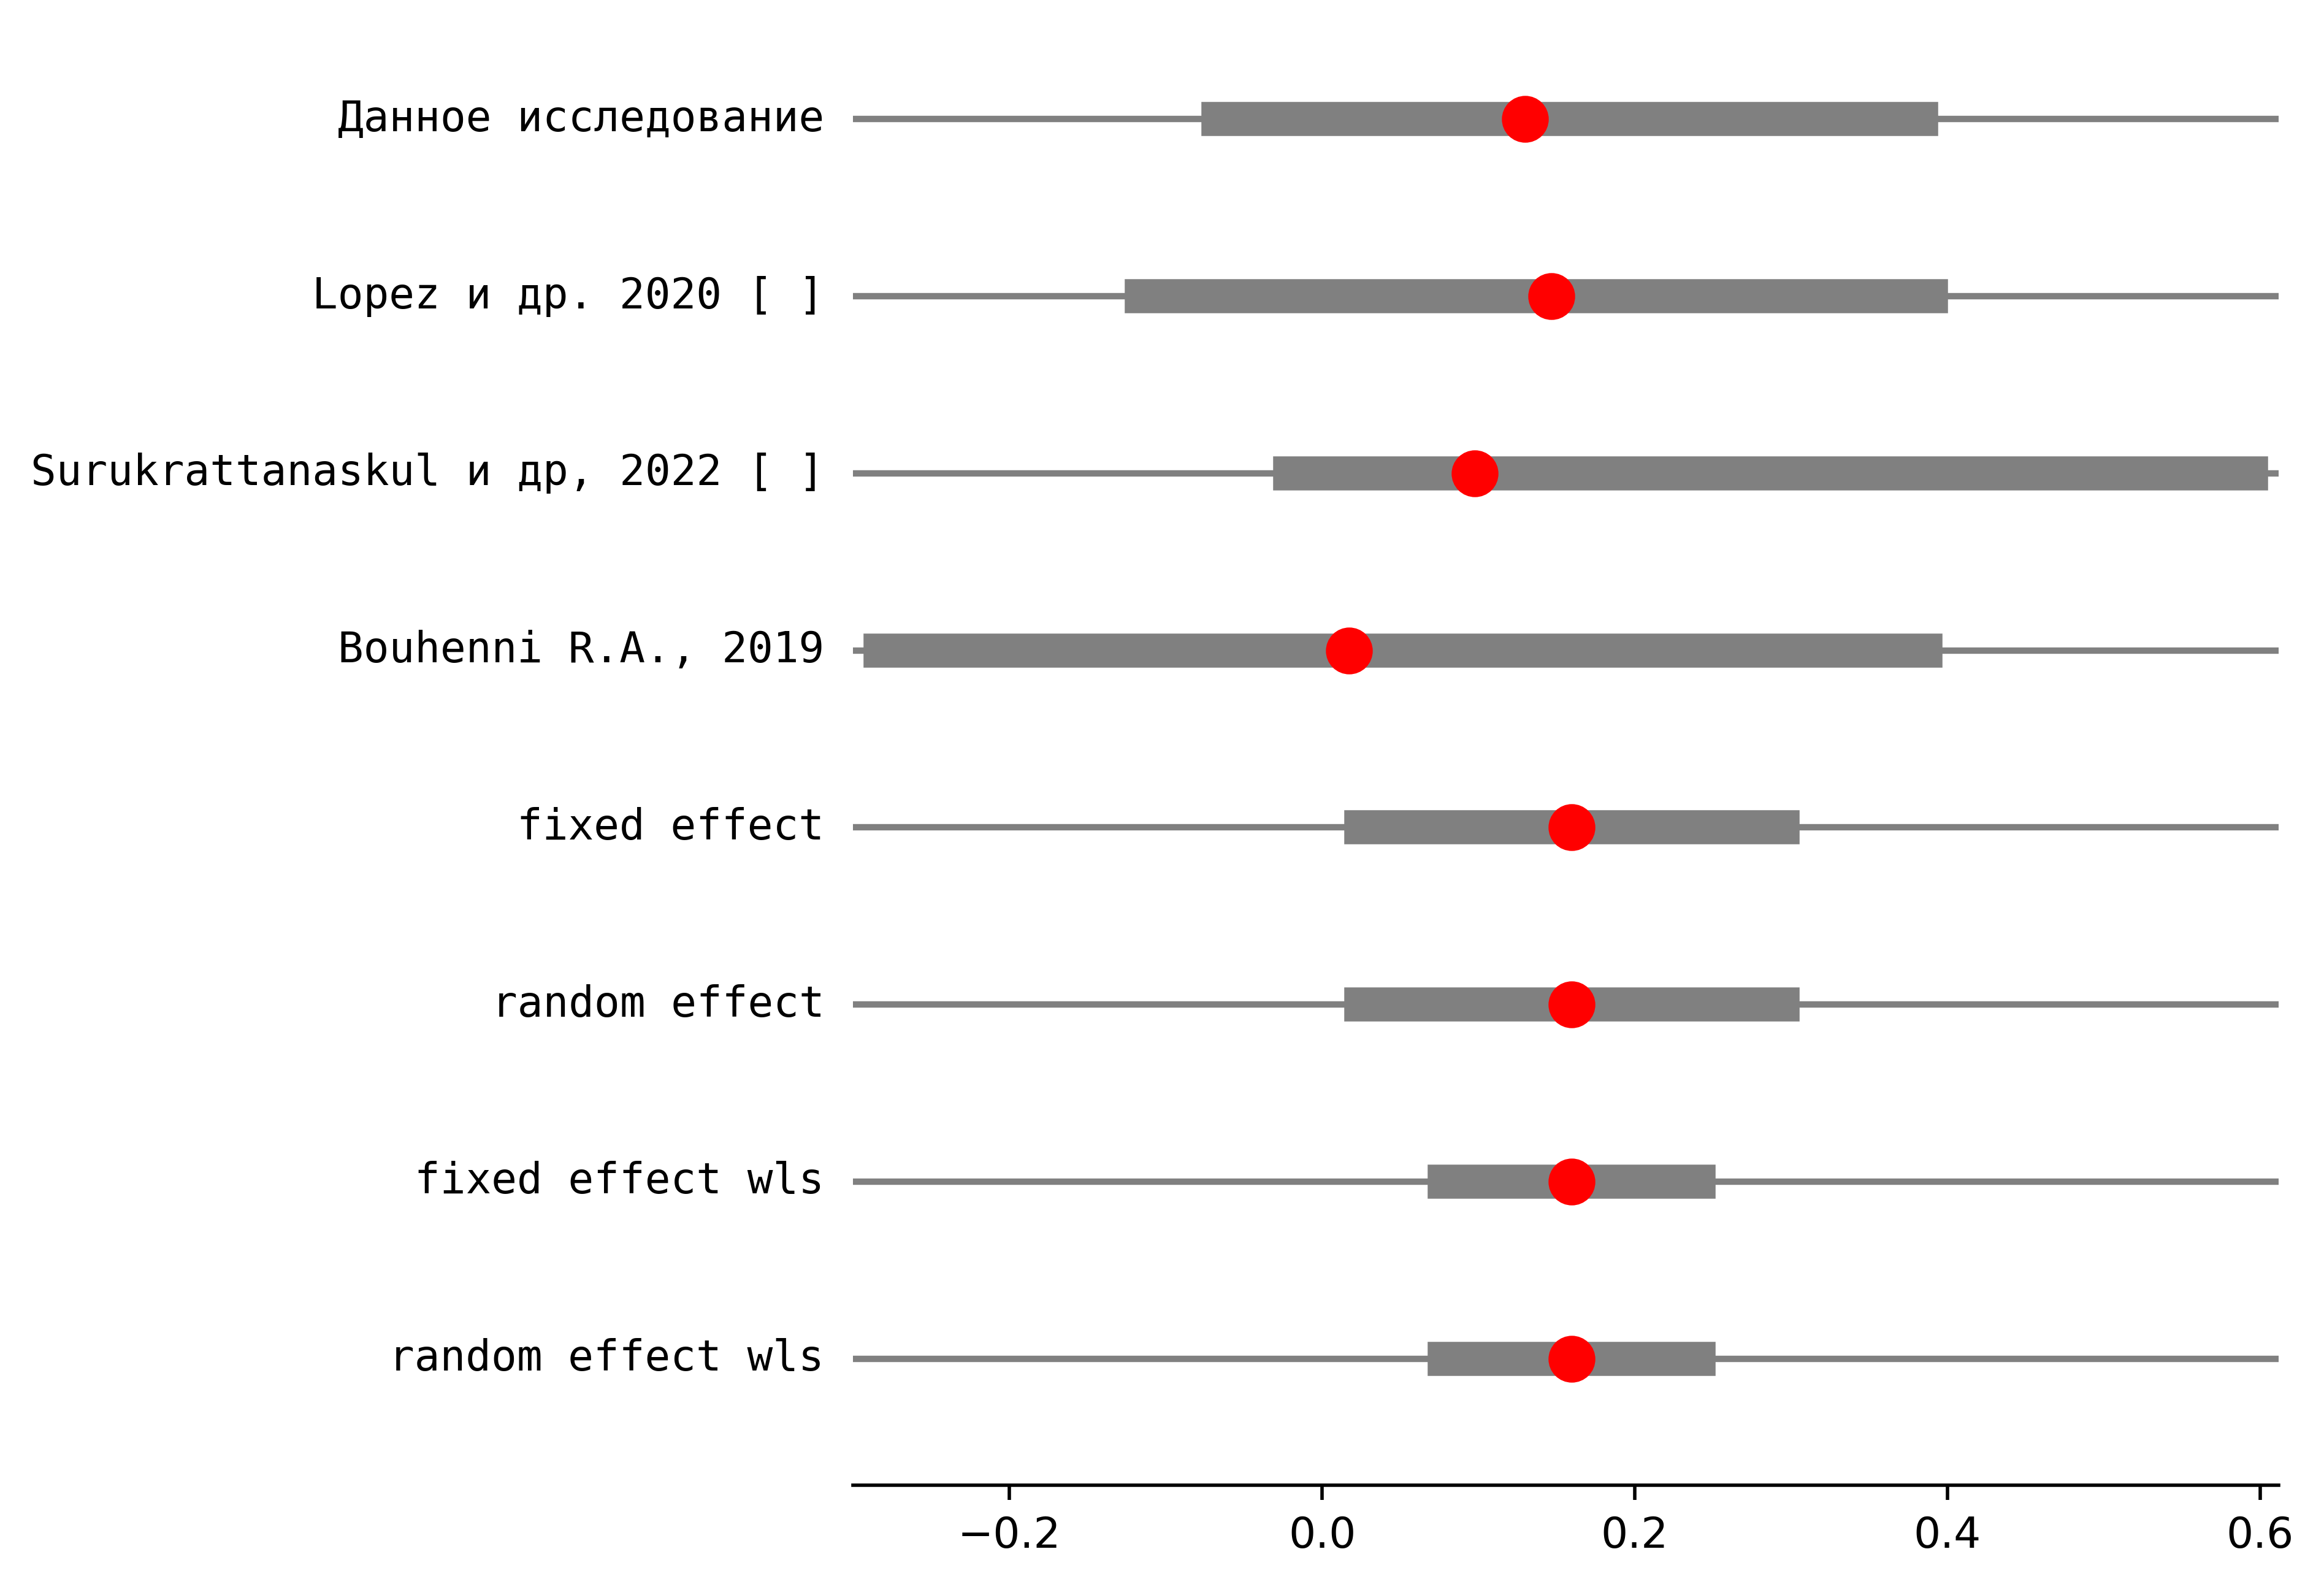 Данное исследование
Lopez и др. 2020 [ ]
Surukrattanaskul и др, 2022 [ ]
Bouhenni R.A., 2019
fixed effect
random effect
fixed effect wls
random effect wls
−0.2 0.0 0.2 0.4 0.6